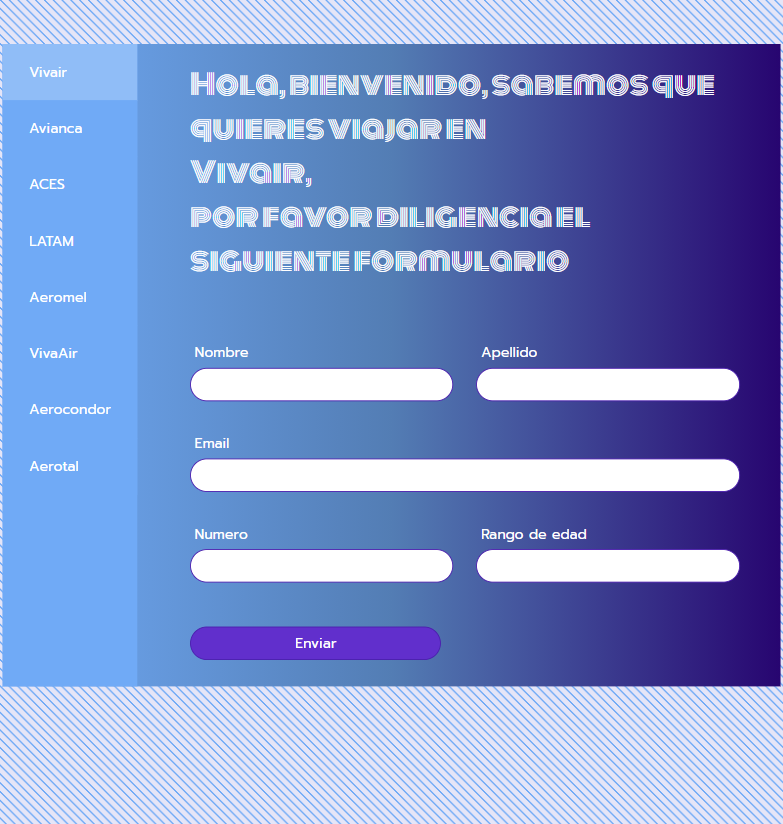 Vivair
Avianca
ACES
LATAM
Aeromel
VivaAir
Aerocondor
Aerotal
Hola, bienvenido, sabemos que
quieres viajar en
Vivair,
por favor diligencia el
siguiente formulario
Nombre
Apellido
Email
Numero
Rango de edad
Enviar